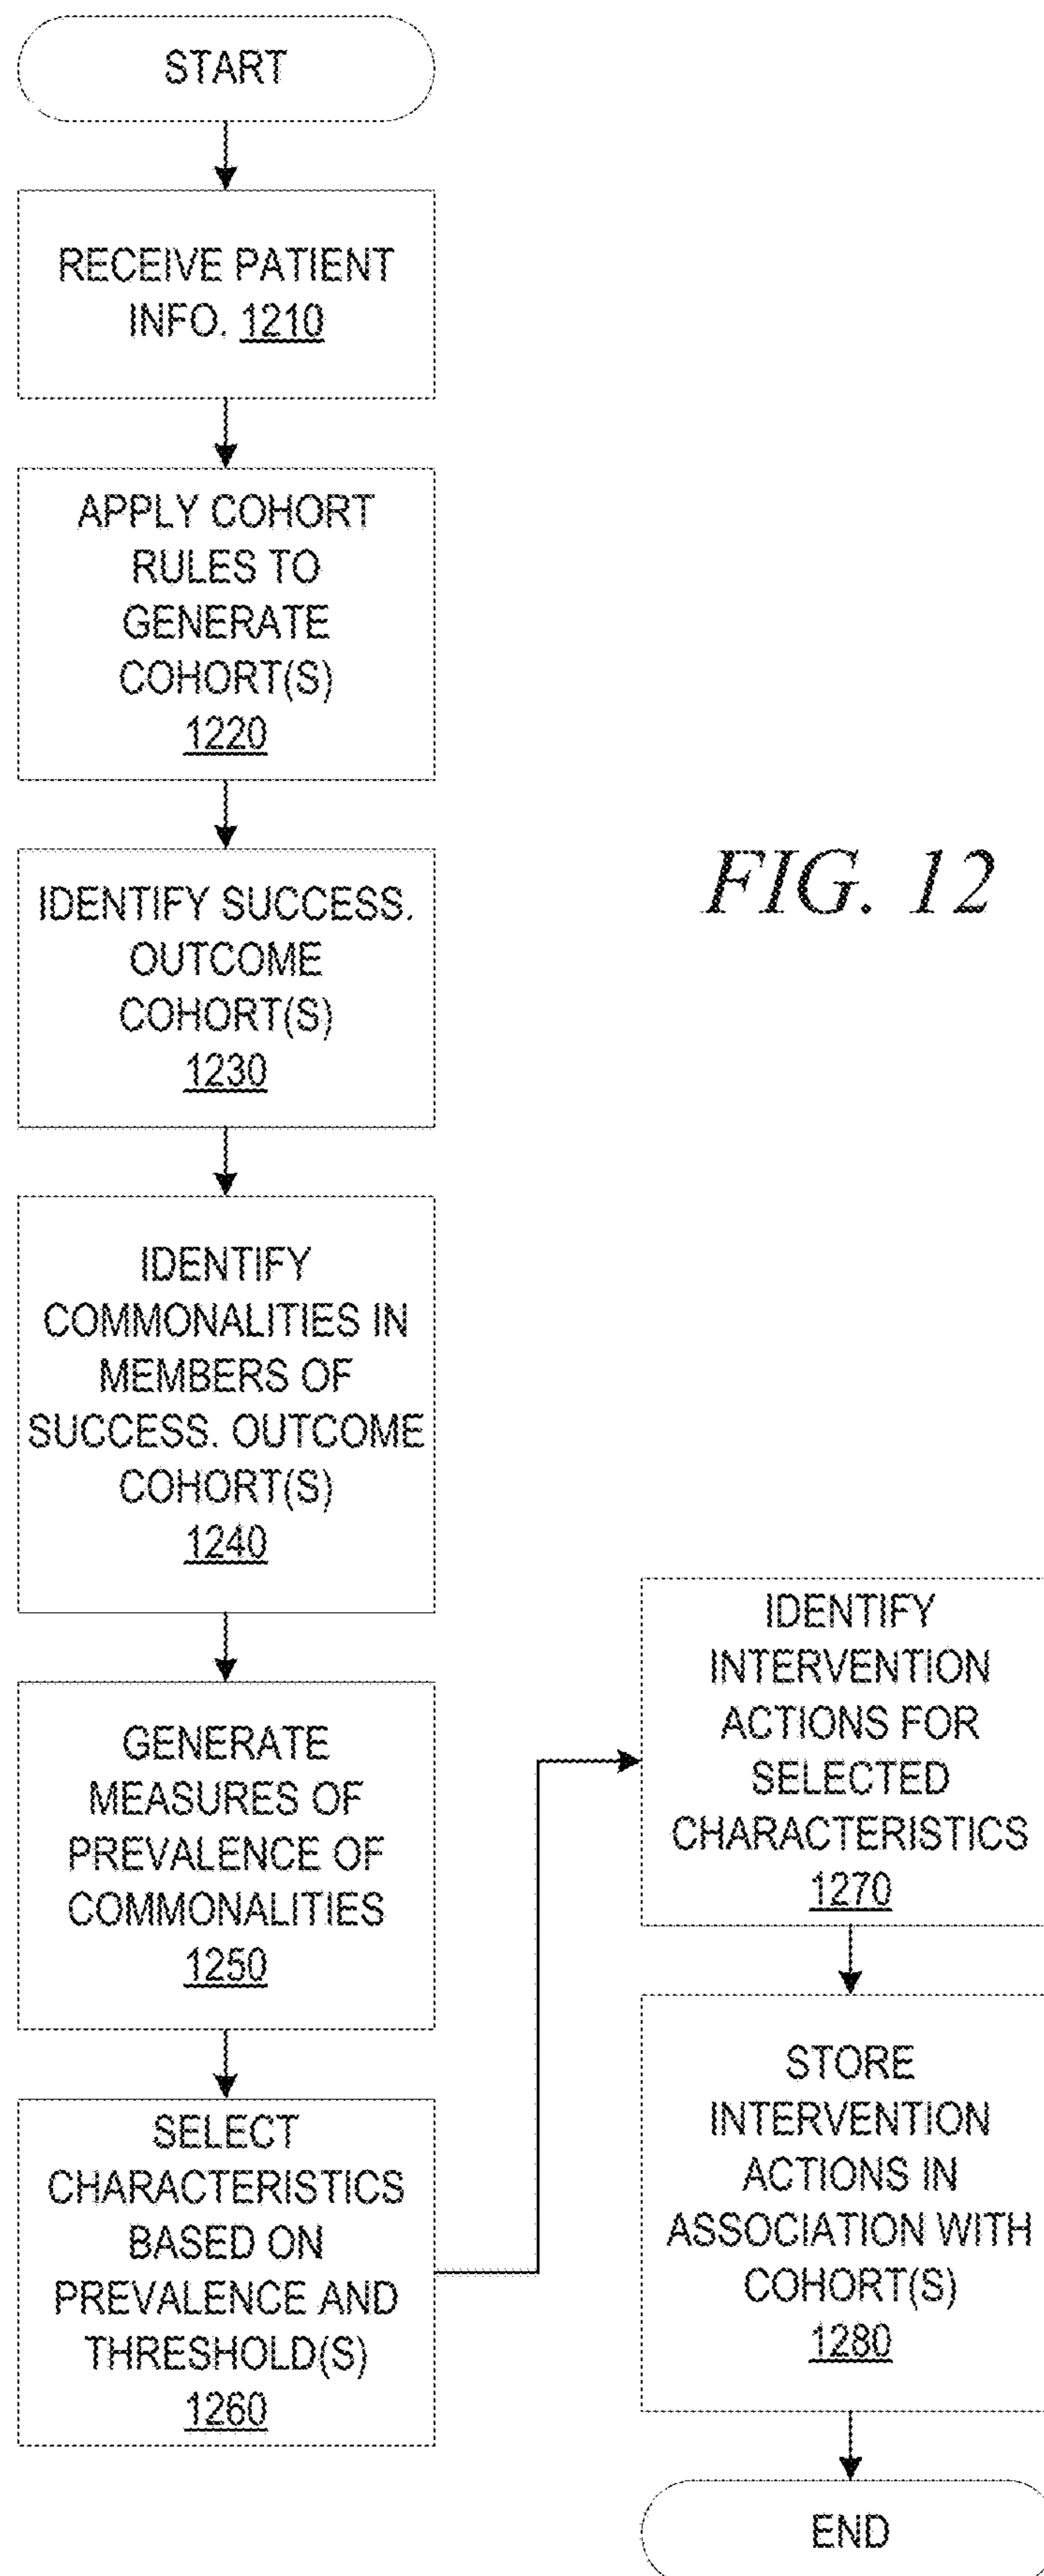 START
RECEIVE PATIENT
INFO. 1210
APPLY COHORT
RULES TO
GENERATE
COHORT(S)
1220
IDENTIFY SUCCESS.
OUTCOME
COHORT(S)
1230
IDENTIFY
COMMONALITIES IN
MEMBERS OF
SUCCESS. OUTCOME
COHORT(S)
1240
GENERATE
MEASURES OF
PREVALENCE OF
COMMONALITIES
1250
SELECT
CHARACTERISTICS
BASED ON
PREVALENCE AND
THRESHOLD(S)
1260
IDENTIFY
INTERVENTION
ACTIONS FOR
SELECTED
CHARACTERISTICS
1270
STORE
INTERVENTION
ACTIONS IN
ASSOCIATION WITH
COHORT(S)
1280
END
FIG. 12